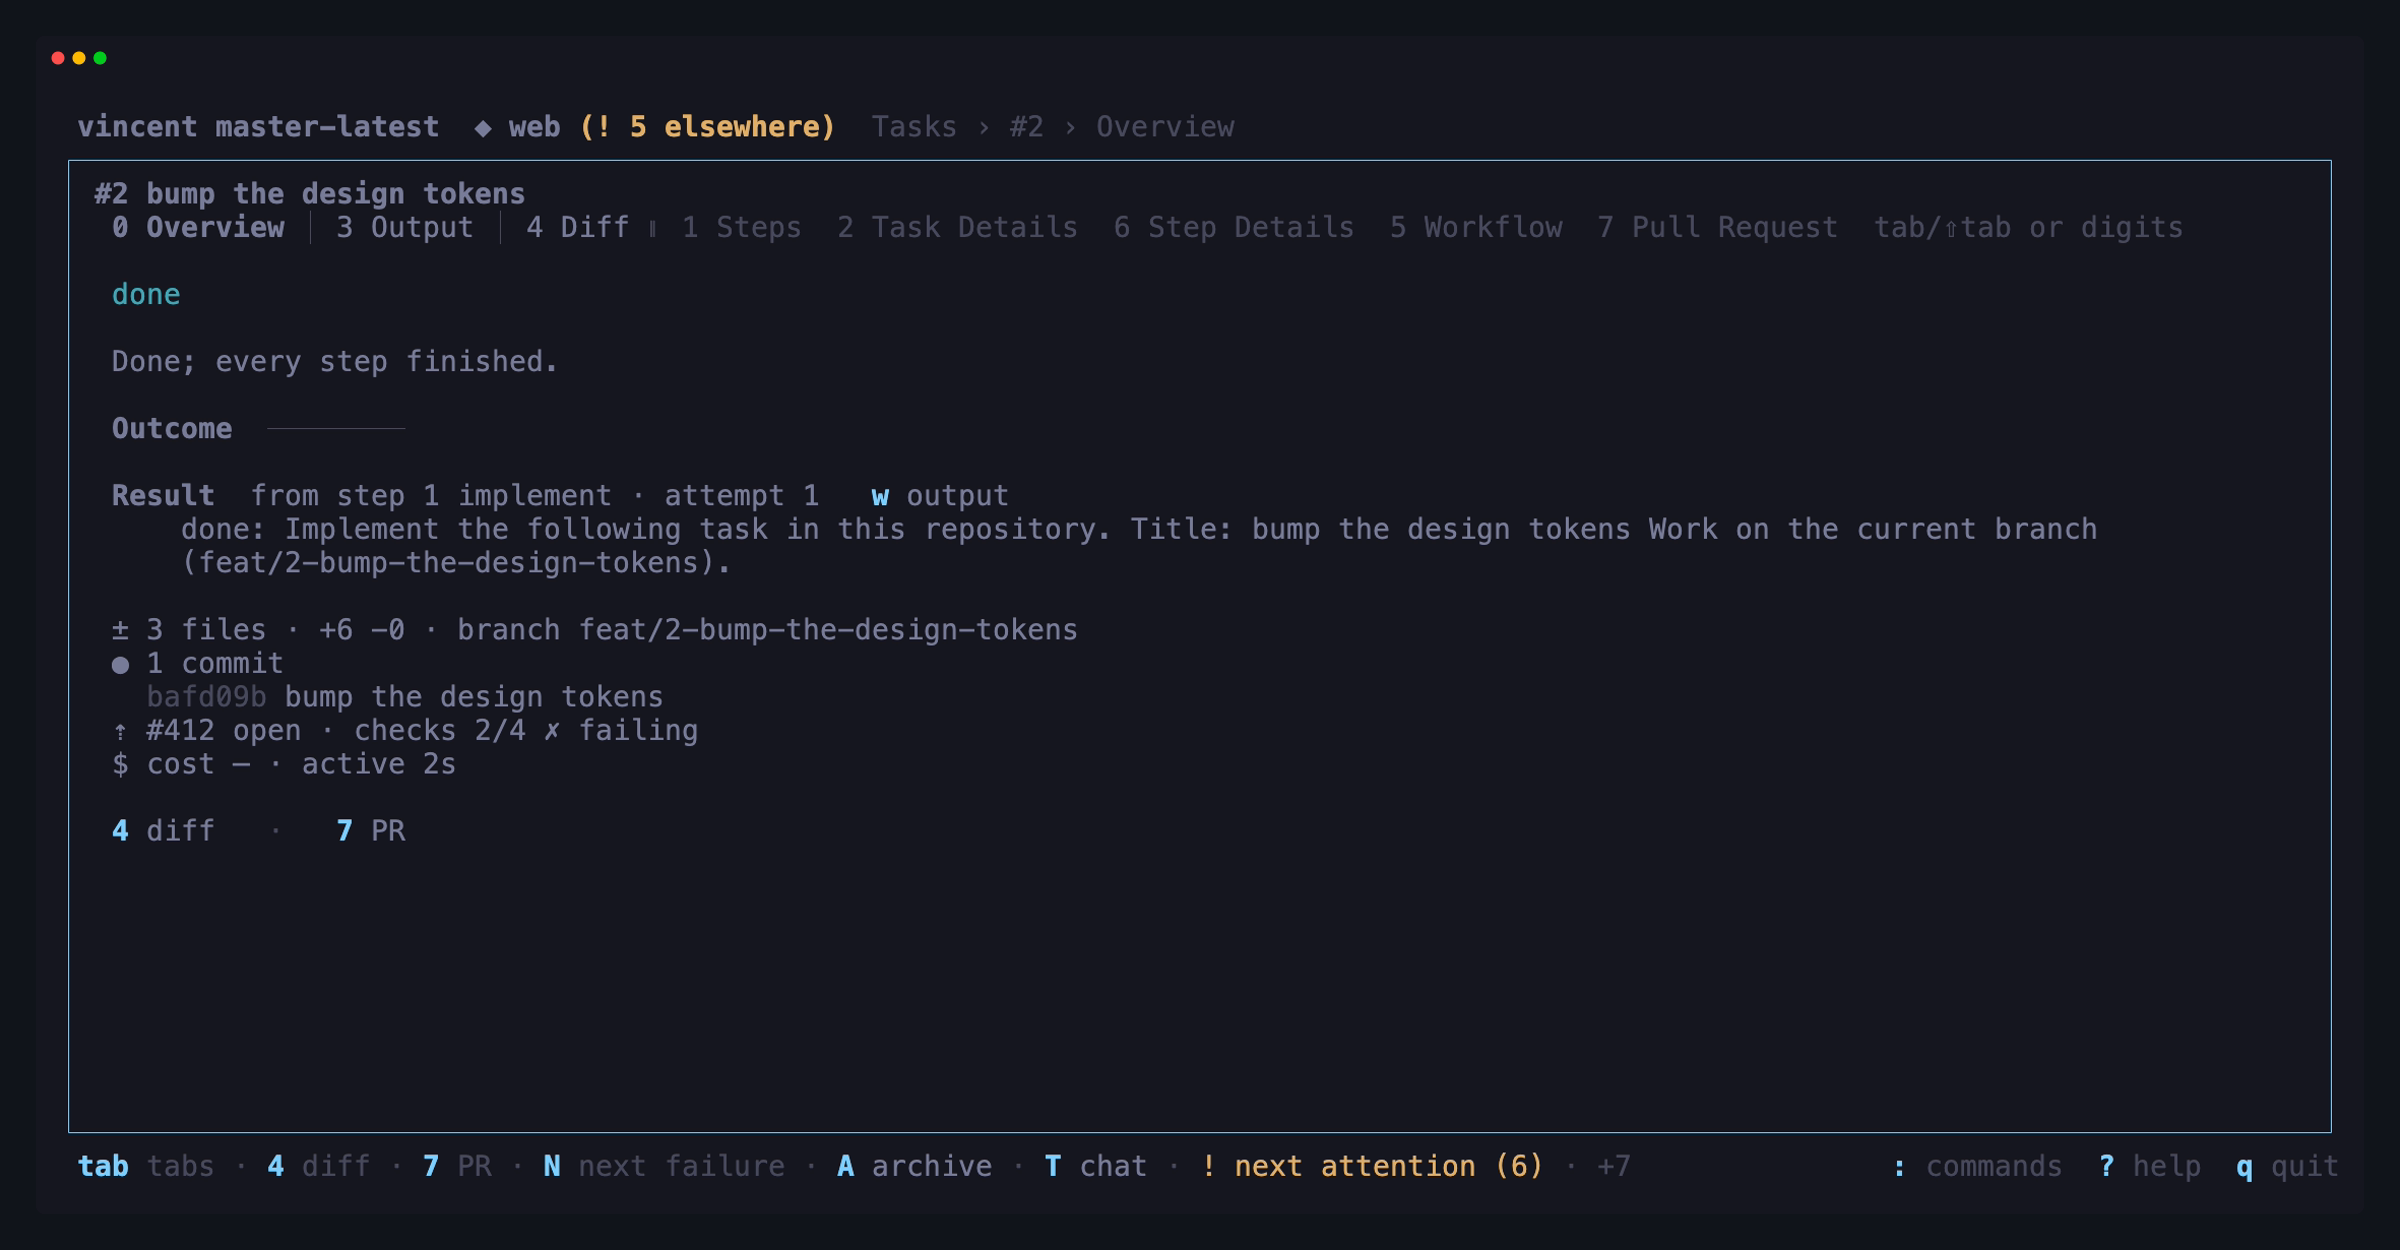 vincent master-latest ◆ web (! 5 elsewhere) Tasks › #2 › Overview
#2 bump the design tokens
0 Overview │ 3 Output │ 4 Diff ‖ 1 Steps 2 Task Details 6 Step Details 5 Workflow 7 Pull Request tab/⇧tab or digits
done
Done; every step finished.
Outcome ────────
Result from step 1 implement · attempt 1 w output
done: Implement the following task in this repository. Title: bump the design tokens Work on the current branch
(feat/2-bump-the-design-tokens).
± 3 files · +6 −0 · branch feat/2-bump-the-design-tokens
● 1 commit
bafd09b bump the design tokens
⇡ #412 open · checks 2/4 ✗ failing
$ cost — · active 2s
4 diff · 7 PR
tab tabs · 4 diff · 7 PR · N next failure · A archive · T chat · ! next attention (6) · +7 : commands ? help q quit